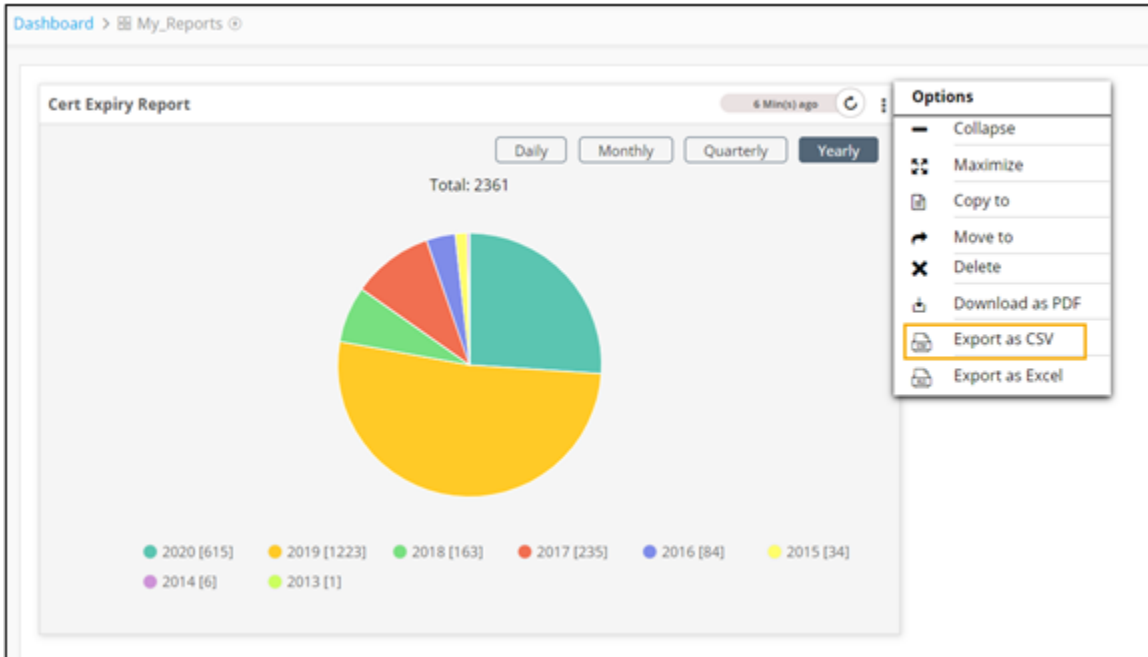 Dashboard > My_Reports
Cert Expiry Report
6 Min(s) ago
Daily Monthly Quarterly Yearly
Total: 2361
2020 [615] 2019 [1223] 2018 [163] 2017 [235] 2016 [84] 2015 [34]
2014 [6] 2013 [1]
Options
Collapse
Maximize
Copy to
Move to
Delete
Download as PDF
Export as CSV
Export as Excel